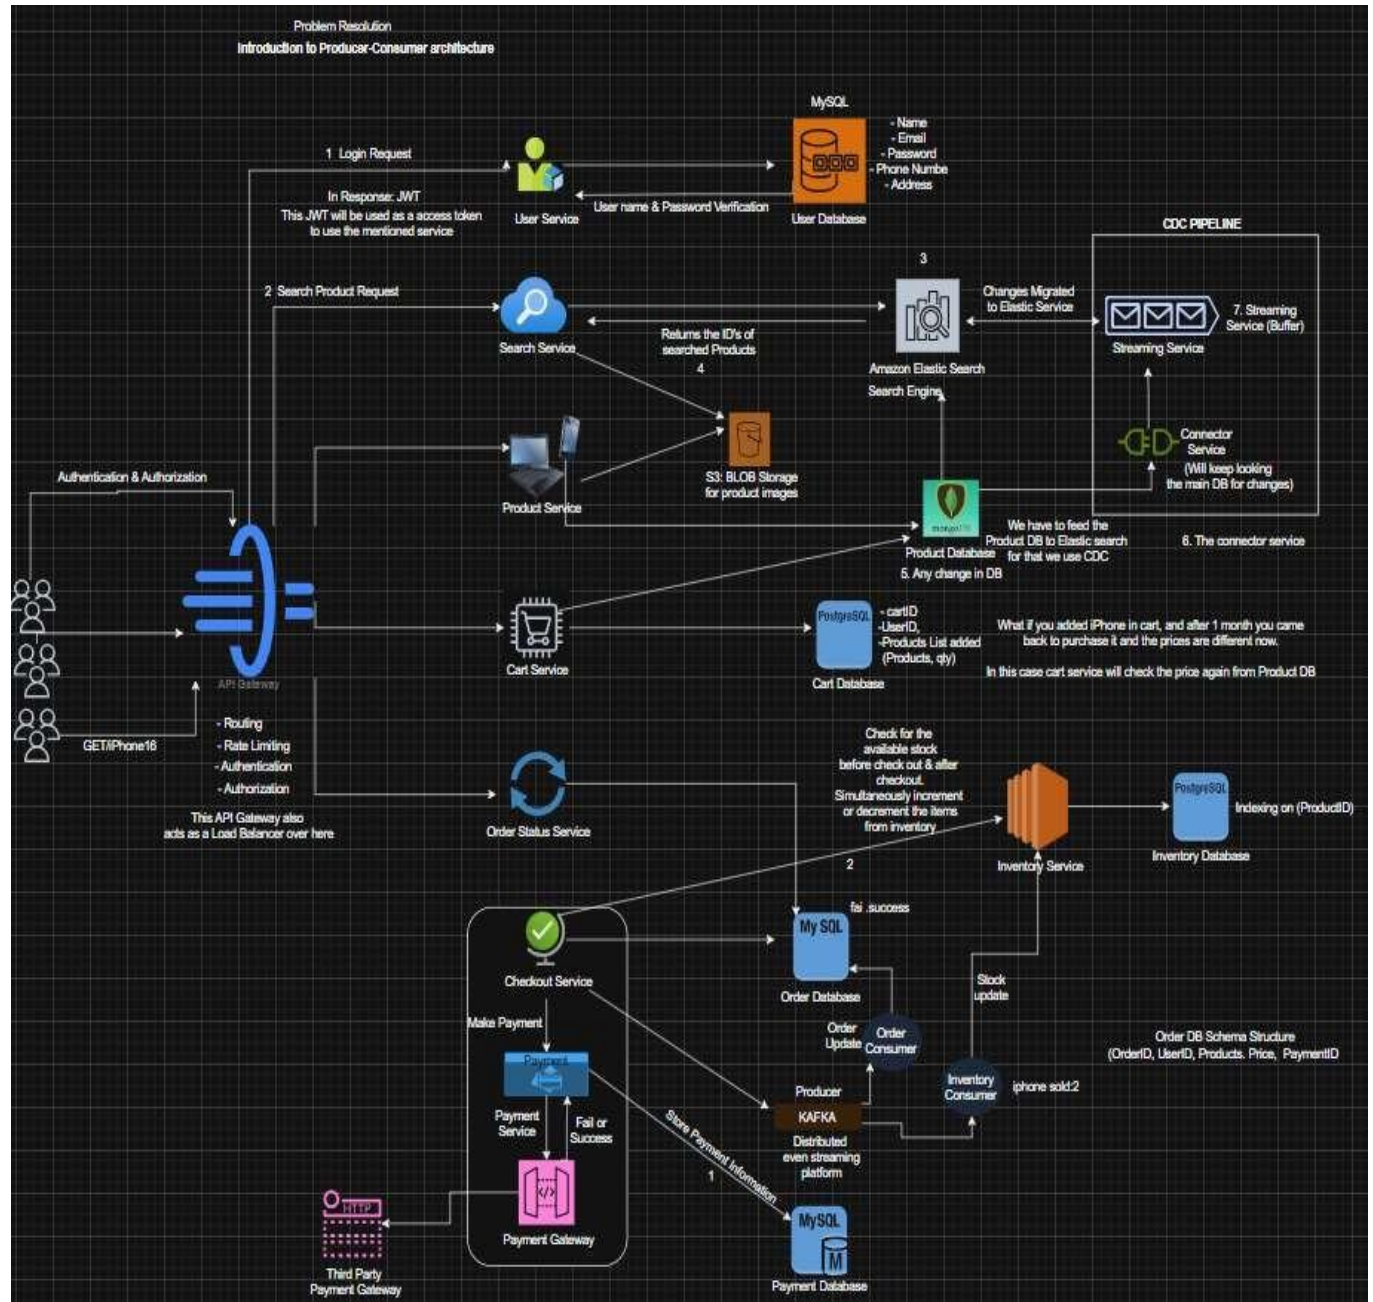 Problem Resolution
Introduction to Producer-Consumer architecture
MySQL
- Name
- Email
- Password
- Phone Numbe
- Address
1 Login Request
In Response: JWT
This JWT will be used as a access token
to use the mentioned service
User Service
User name & Password Verification
User Database
CDC PIPELINE
3
2 Search Product Request
Changes Migrated
to Elastic Service
7. Streaming
Service (Buffer)
Streaming Service
Search Service
Returns the ID's of
searched Products
4
Amazon Elastic Search
Search Engine
Connector
Service
(Will keep looking
the main DB for changes)
Authentication & Authorization
S3: BLOB Storage
for product images
Product Service
We have to feed the
Product DB to Elastic search
for that we use CDC
Product Database
5. Any change in DB
6. The connector service
PostgreSQL
- cartID
-UserID,
-Products List added
(Products, qty)
What if you added iPhone in cart, and after 1 month you came
back to purchase it and the prices are different now.
In this case cart service will check the price again from Product DB
Cart Service
Cart Database
API Gateway
- Routing
- Rate Limiting
- Authentication
- Authorization
This API Gateway also
acts as a Load Balancer over here
GET/iPhone16
Check for the
available stock
before check out & after
checkout.
Simultaneously increment
or decrement the items
from inventory
PostgreSQL
Indexing on (ProductID)
Order Status Service
Inventory Service
Inventory Database
2
fai .success
My SQL
Checkout Service
Order Database
Stock
update
Make Payment
Order
Update
Order
Consumer
Order DB Schema Structure
(OrderID, UserID, Products. Price, PaymentID
Payment
Inventory
Consumer
iphone sold:2
Producer
KAFKA
Distributed
even streaming
platform
Payment
Service
Fail or
Success
Store Payment Information
1
</>
HTTP
MySQL
M
Payment Gateway
Third Party
Payment Gateway
Payment Database